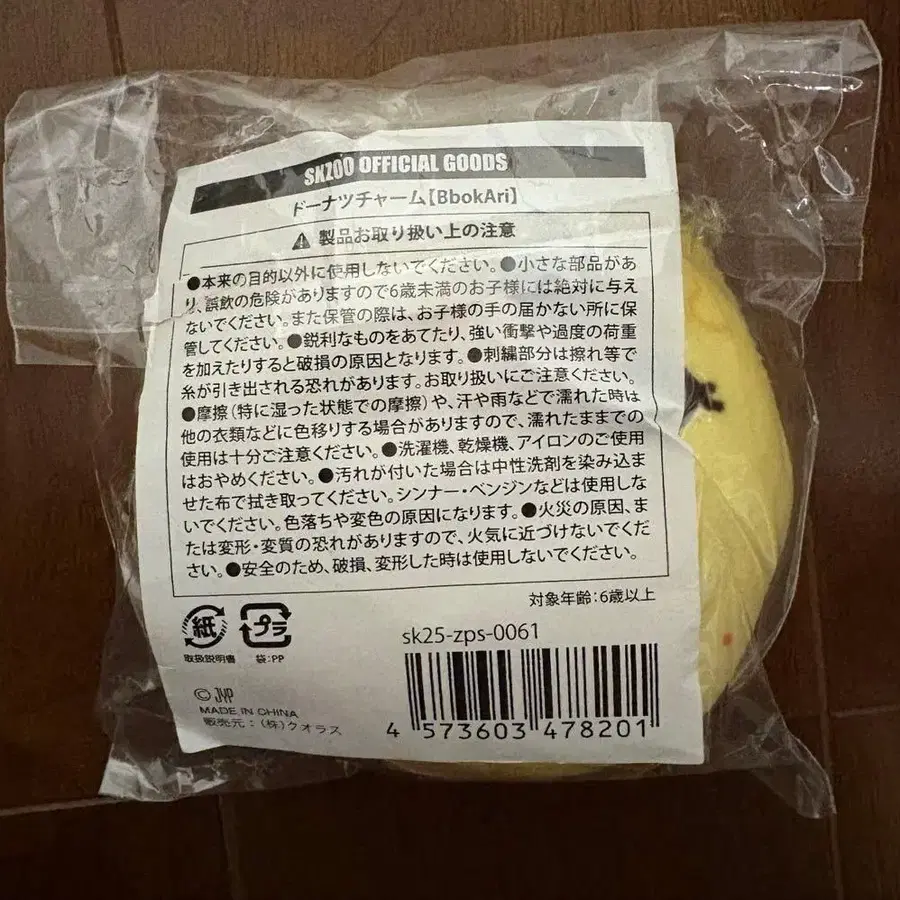 SKZOO OFFICIAL GOODS
ドーナツチャーム【BbokAri】
⚠ 製品お取り扱い上の注意
●本来の目的以外に使用しないでください。●小さな部品があ
り、誤飲の危険がありますので6歳未満のお子様には絶対に与え
ないでください。また保管の際は、お子様の手の届かない所に保
管してください。●鋭利なものをあてたり、強い衝撃や過度の荷重
を加えたりすると破損の原因となります。●刺繍部分は擦れ等で
糸が引き出される恐れがあります。お取り扱いにご注意ください。
●摩擦（特に湿った状態での摩擦）や、汗や雨などで濡れた時は
他の衣類などに色移りする場合がありますので、濡れたままでの
使用は十分ご注意ください。●洗濯機、乾燥機、アイロンのご使用
はおやめください。●汚れが付いた場合は中性洗剤を染み込ま
せた布で拭き取ってください。シンナー・ベンジンなどは使用しな
いでください。色落ちや変色の原因になります。●火災の原因、ま
たは変形・変質の恐れがありますので、火気に近づけないでくだ
さい。●安全のため、破損、変形した時は使用しないでください。
対象年齢:6歳以上
紙
プラ
取扱説明書
袋:PP
sk25-zps-0061
© JYP
MADE IN CHINA
販売元：（株）クオラス
4 573603 478201